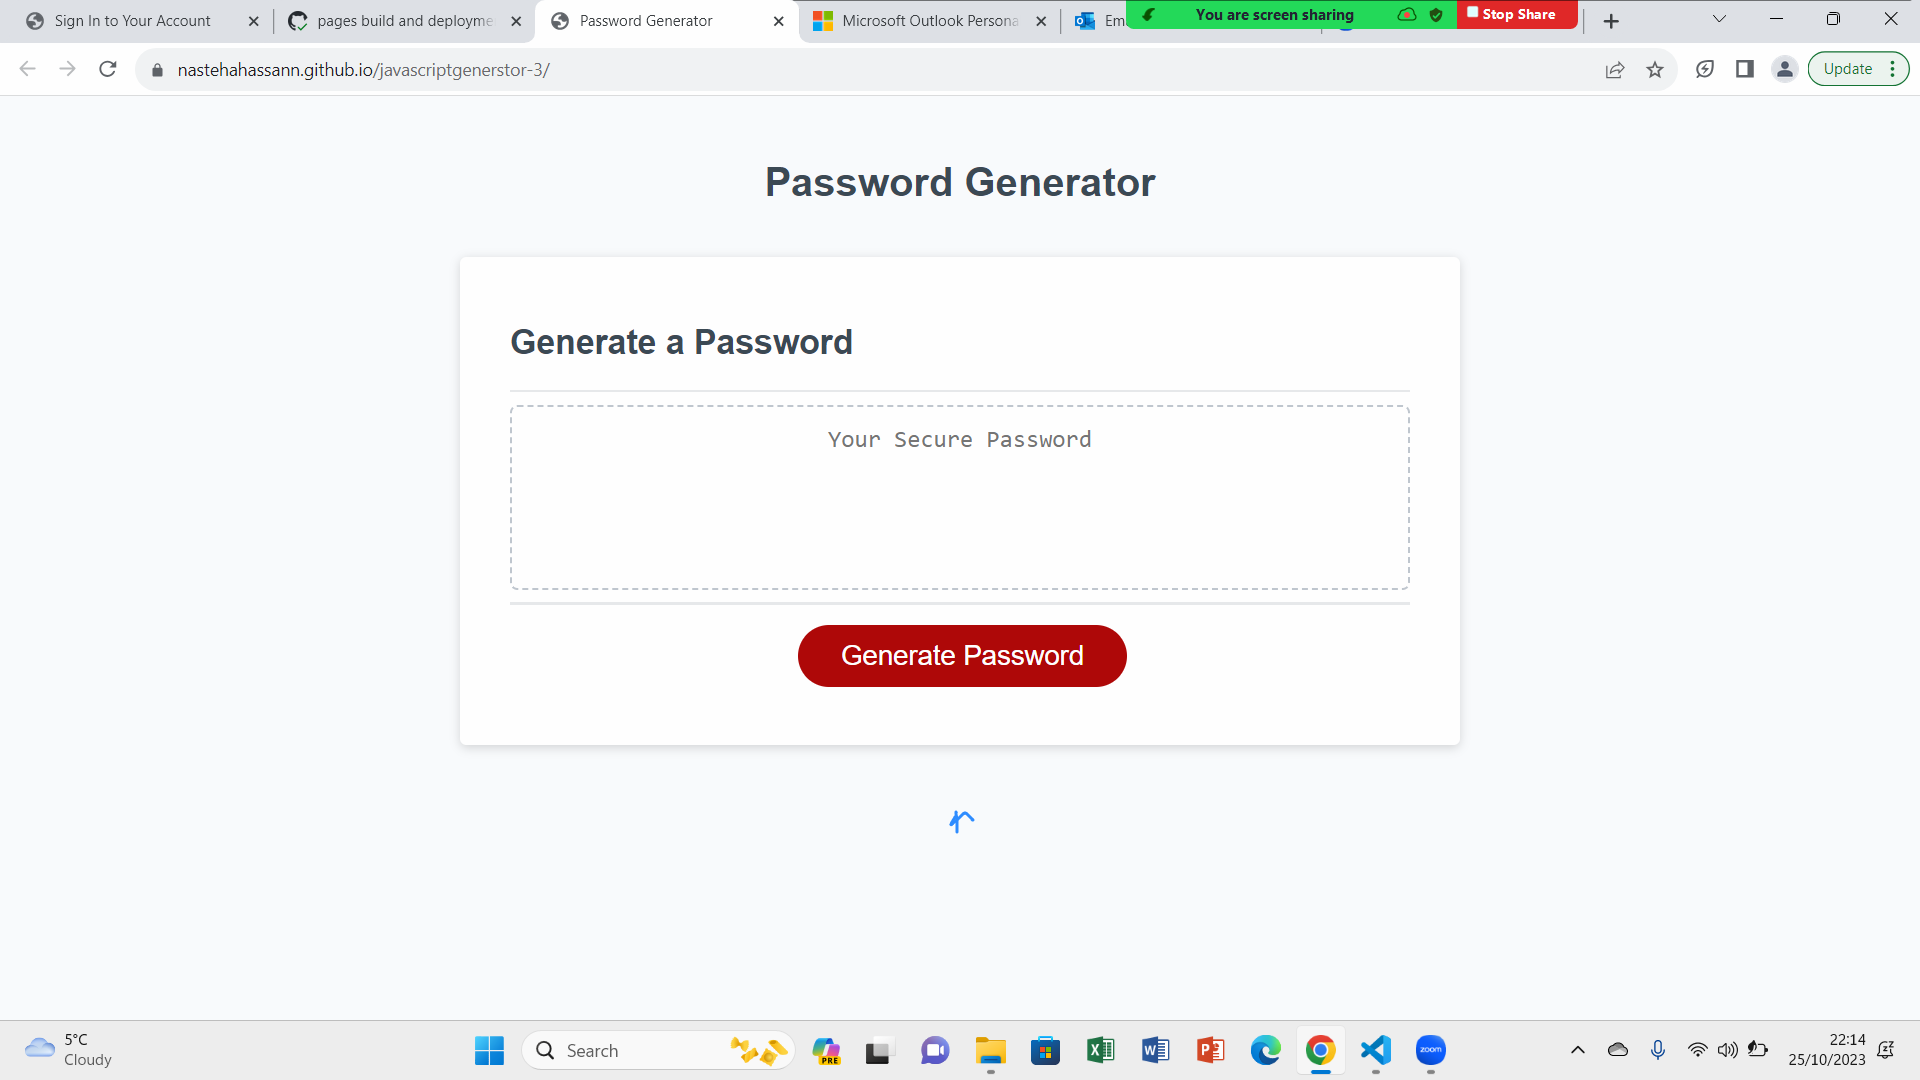 Sign In to Your Account
pages build and deployme
Password Generator
Microsoft Outlook Persona
Em
You are screen sharing
Stop Share
nastehahassann.github.io/javascriptgenerstor-3/
Update
Password Generator
Generate a Password
Your Secure Password
Generate Password
5°C
Cloudy
Search
PRE
zoom
22:14
25/10/2023